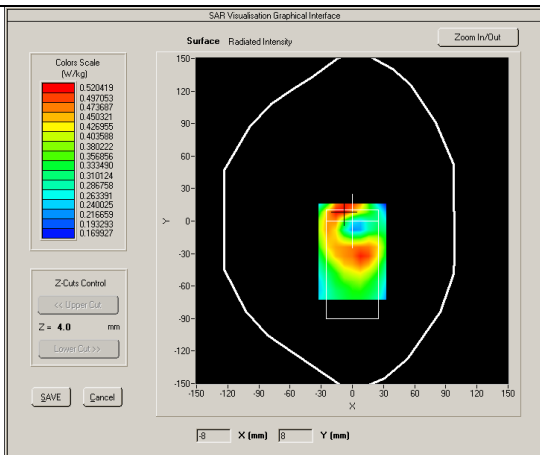 SAR Visualisation Graphical Interface
Surface Radiated Intensity
Zoom In/Out
Colors Scale
(W/kg)
0.520419
0.497053
0.473687
0.450321
0.426955
0.403588
0.380222
0.356856
0.333490
0.310124
0.286758
0.263391
0.240025
0.216659
0.193293
0.169927
Z-Cuts Control
<< Upper Cut
Z = 4.0 mm
Lower Cut >>
SAVE Cancel
150-
120-
90-
60-
30-
0-
-30-
-60-
-90-
-120-
-150-
Y
-150 -120 -90 -60 -30 0 30 60 90 120 150
X
-8 X (mm) 8 Y (mm)